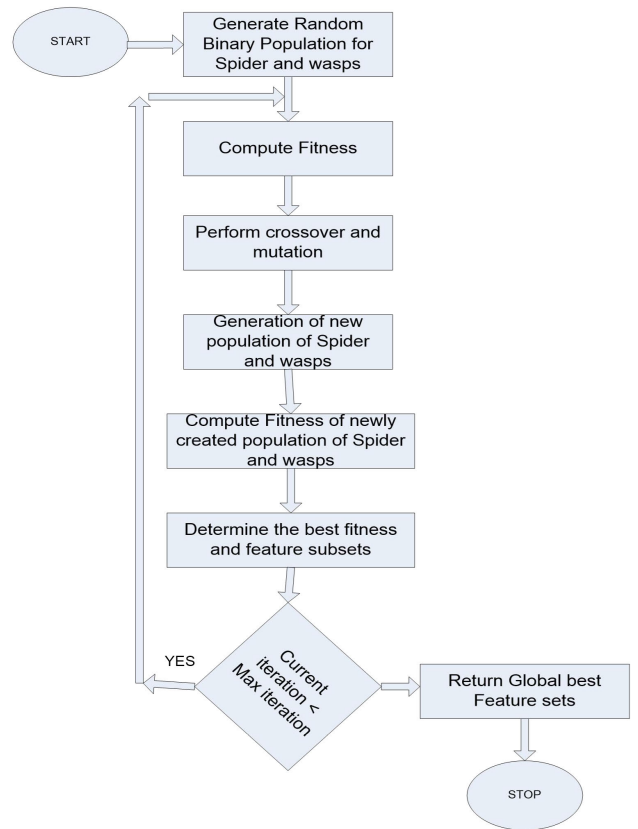 START
Generate Random
Binary Population for
Spider and wasps
Compute Fitness
Perform crossover and
mutation
Generation of new
population of Spider
and wasps
Compute Fitness of newly
created population of Spider
and wasps
Determine the best fitness
and feature subsets
Current
iteration <
Max iteration
YES
Return Global best
Feature sets
STOP